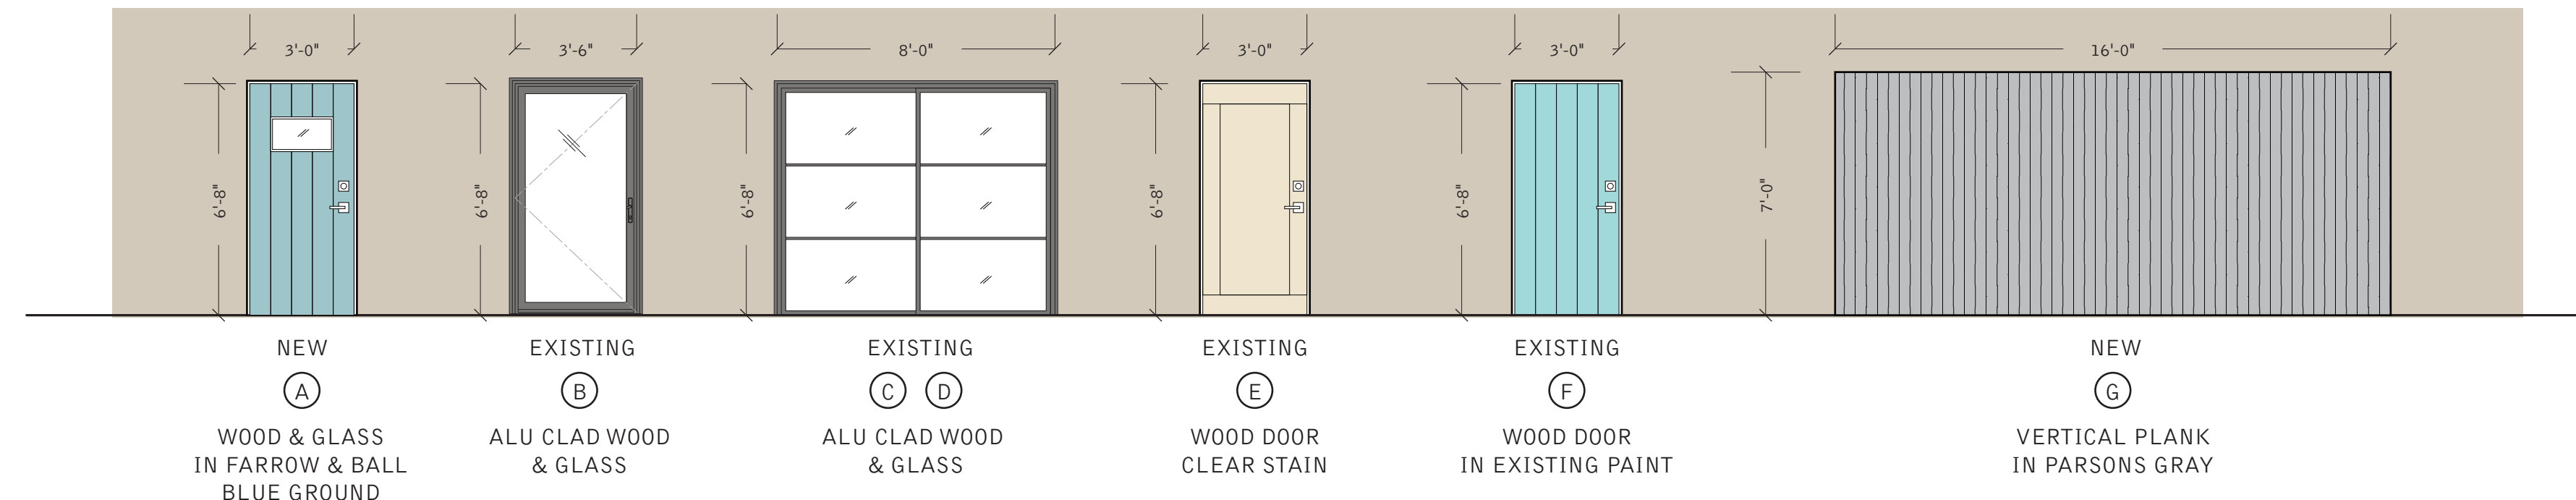 3'-0" 3'-6" 8'-0" 3'-0" 3'-0" 16'-0"
6'-8" 6'-8" 6'-8" 6'-8" 6'-8" 7'-0"
NEW
A
WOOD & GLASS
IN FARROW & BALL
BLUE GROUND
EXISTING
B
ALU CLAD WOOD
& GLASS
EXISTING
C D
ALU CLAD WOOD
& GLASS
EXISTING
E
WOOD DOOR
CLEAR STAIN
EXISTING
F
WOOD DOOR
IN EXISTING PAINT
NEW
G
VERTICAL PLANK
IN PARSONS GRAY